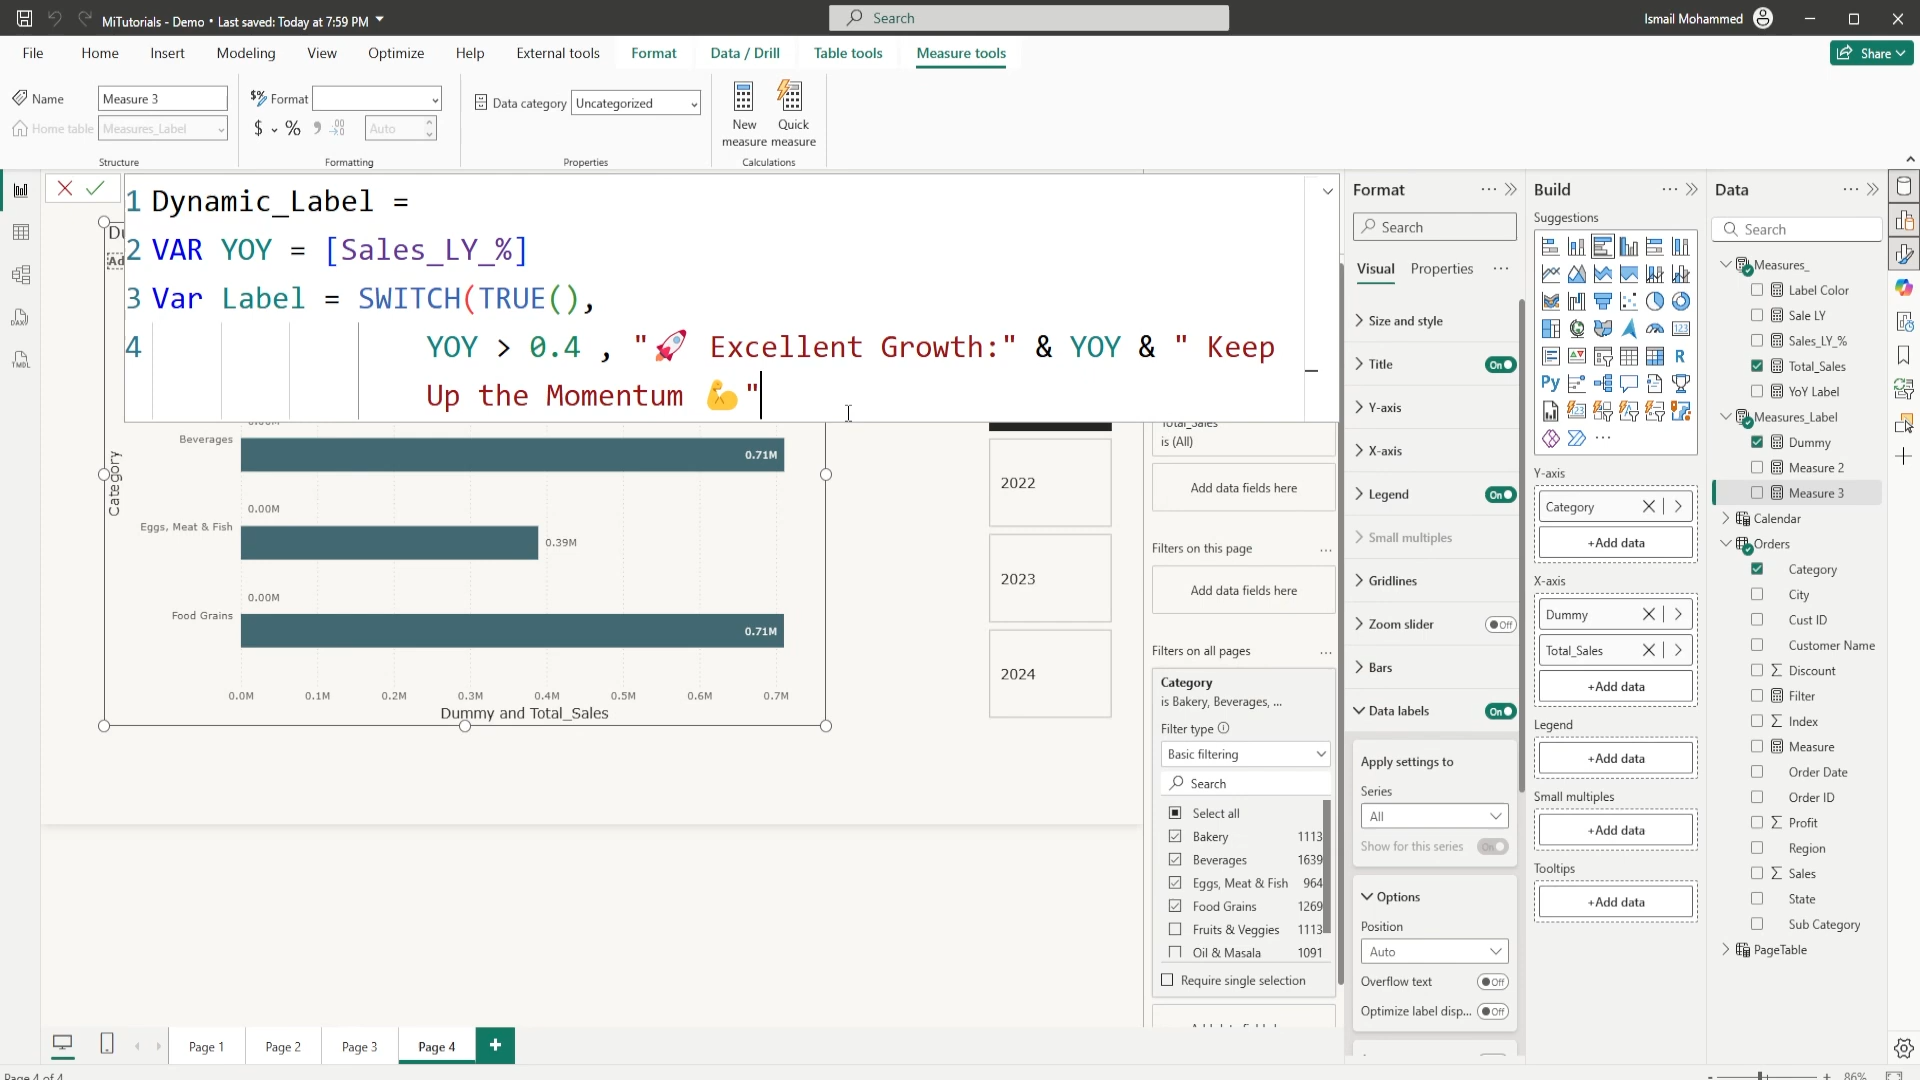 MiTutorials - Demo • Last saved: Today at 7:59 PM
Search
Ismail Mohammed
File
Home
Insert
Modeling
View
Optimize
Help
External tools
Format
Data / Drill
Table tools
Measure tools
Share
Name
Measure 3
Home table
Measures_Label
Structure
Format
$
%
Auto
Formatting
Data category
Uncategorized
Properties
New measure
Quick measure
Calculations
1 Dynamic_Label =
2 VAR YOY = [Sales_LY_%]
3 Var Label = SWITCH(TRUE(),
4 YOY > 0.4 , "🚀 Excellent Growth:" & YOY & " Keep
Up the Momentum 💪"
DAX
TMDL
Category
Beverages
0.71M
0.00M
Eggs, Meat & Fish
0.39M
0.00M
Food Grains
0.71M
0.0M
0.1M
0.2M
0.3M
0.4M
0.5M
0.6M
0.7M
Dummy and Total_Sales
2022
2023
2024
Total_Sales
is (All)
Add data fields here
Filters on this page
Add data fields here
Filters on all pages
Category
is Bakery, Beverages, ...
Filter type
Basic filtering
Search
Select all
Bakery 1113
Beverages 1639
Eggs, Meat & Fish 964
Food Grains 1269
Fruits & Veggies 1113
Oil & Masala 1091
Require single selection
Format
Search
Visual
Properties
Size and style
Title
On
Y-axis
X-axis
Legend
On
Small multiples
Gridlines
Zoom slider
Off
Bars
Data labels
On
Apply settings to
Series
All
Show for this series
On
Options
Position
Auto
Overflow text
Off
Optimize label disp...
Off
Build
Suggestions
123
R
Py
Y-axis
Category
+Add data
X-axis
Dummy
Total_Sales
+Add data
Legend
+Add data
Small multiples
+Add data
Tooltips
+Add data
Data
Search
Measures_
Label Color
Sale LY
Sales_LY_%
Total_Sales
YoY Label
Measures_Label
Dummy
Measure 2
Measure 3
Calendar
Orders
Category
City
Cust ID
Customer Name
Discount
Filter
Index
Measure
Order Date
Order ID
Profit
Region
Sales
State
Sub Category
PageTable
Page 1
Page 2
Page 3
Page 4
Page 4 of 4
86%